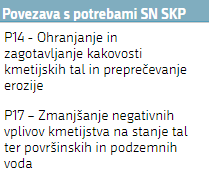 Povezava s potrebami SN SKP
P14 - Ohranjanje in
zagotavljanje kakovosti
kmetijskih tal in preprečevanje
erozije
P17 – Zmanjšanje negativnih
vplivov kmetijstva na stanje tal
ter površinskih in podzemnih
voda